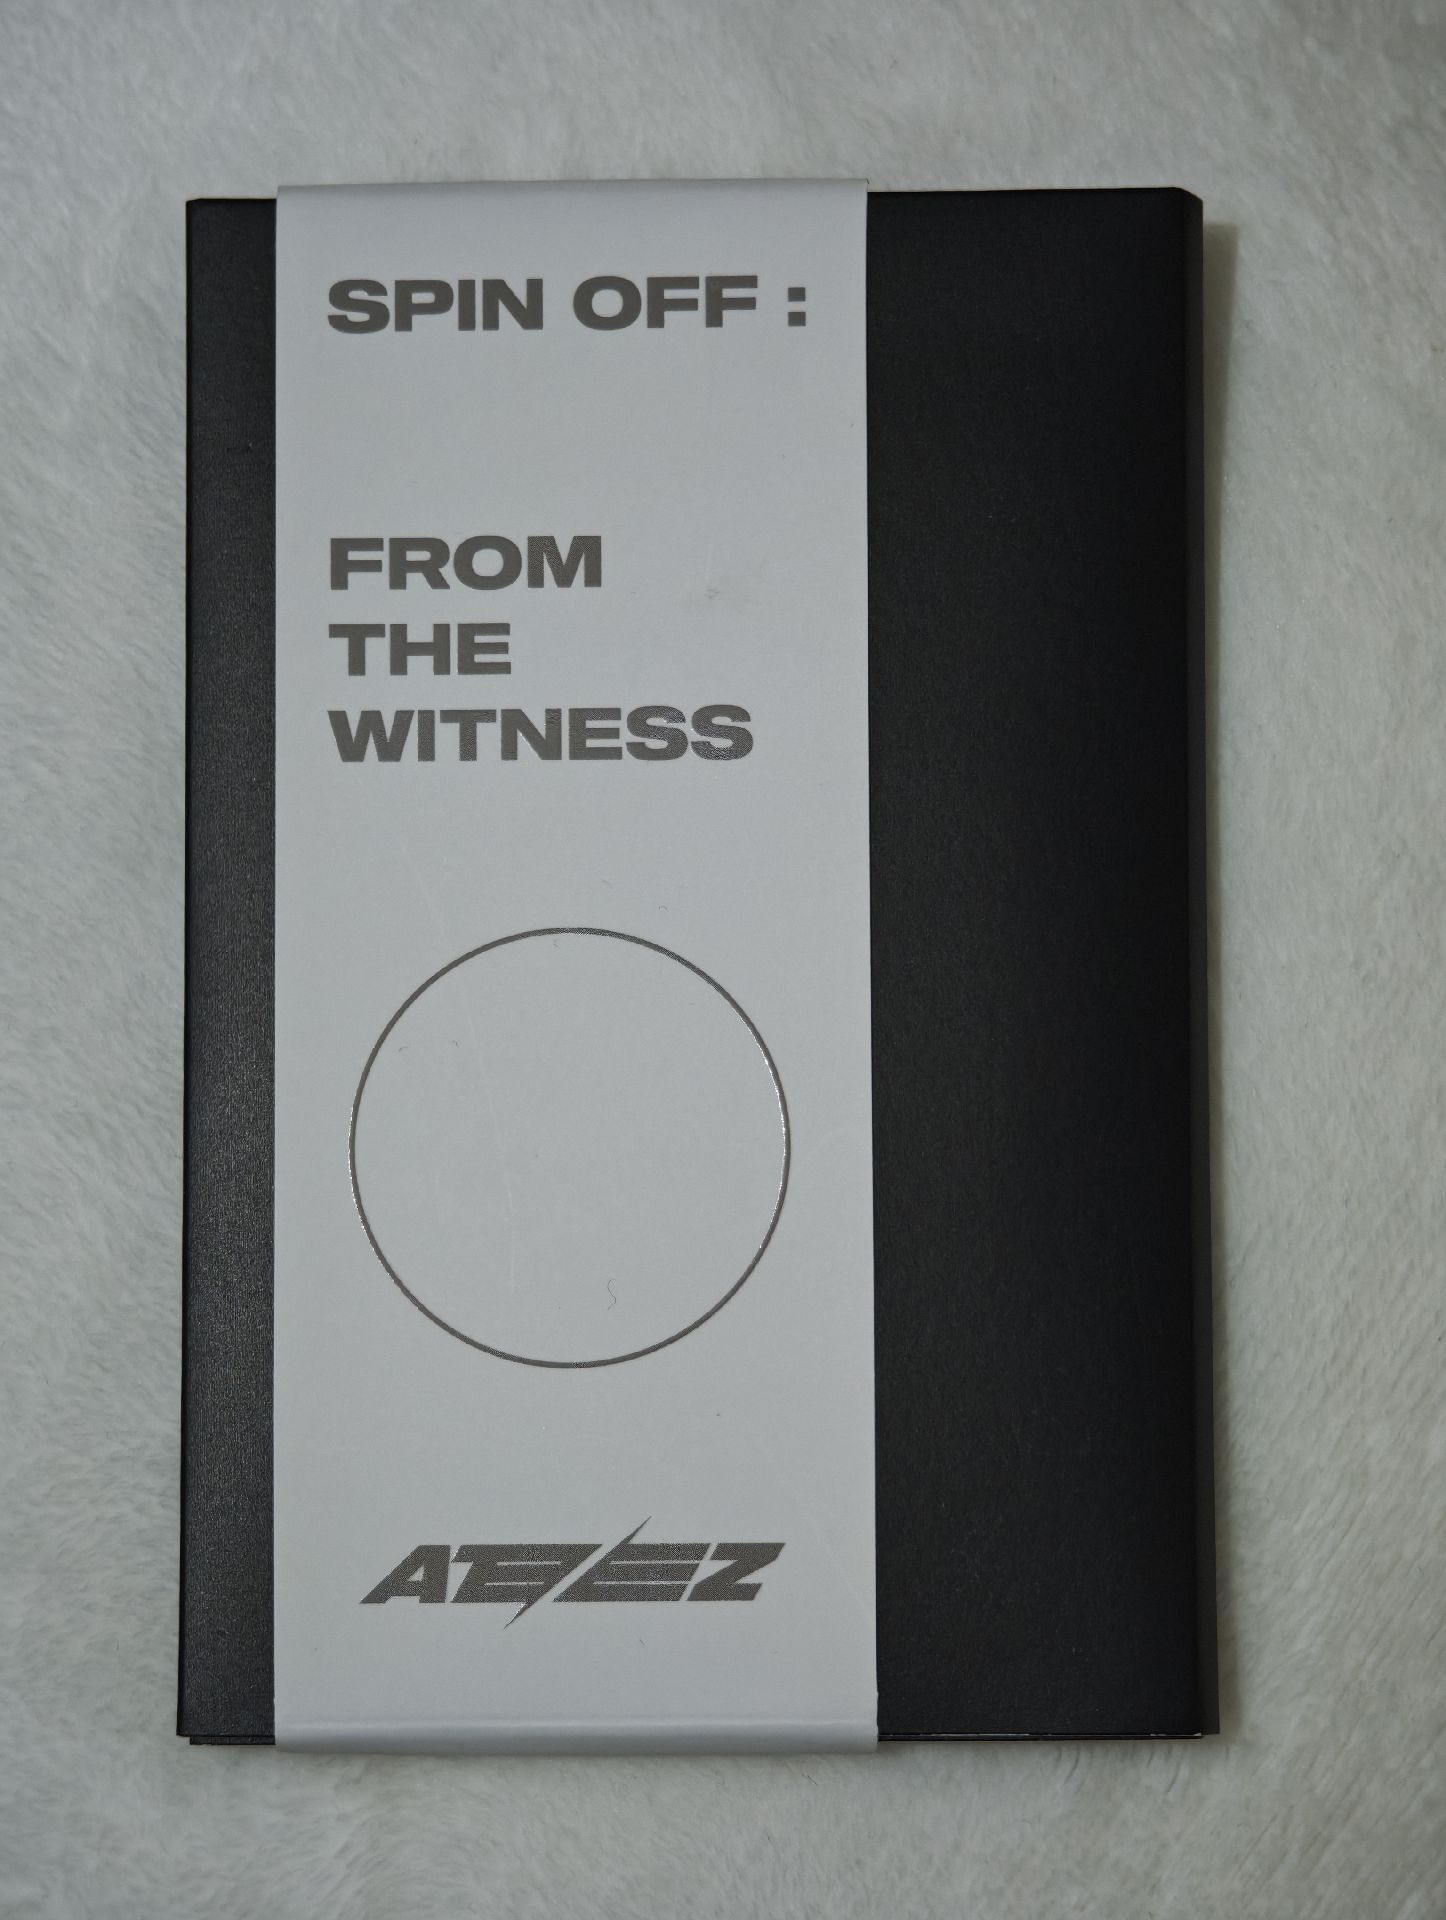 SPIN OFF :
FROM
THE
WITNESS
ATEEZ